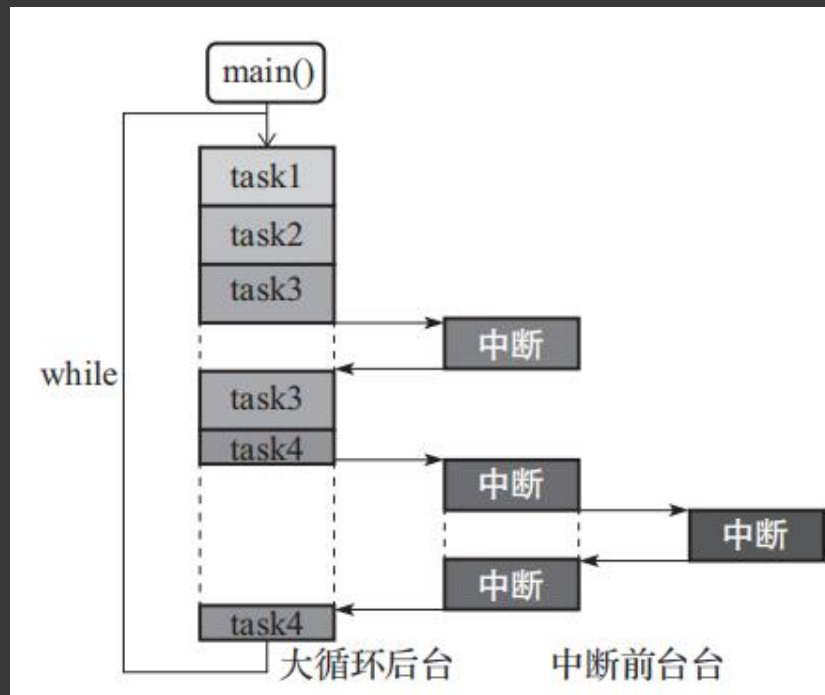 main()
task1
task2
task3
中断
while
task3
task4
中断
中断
中断
task4
大循环后台
中断前台台